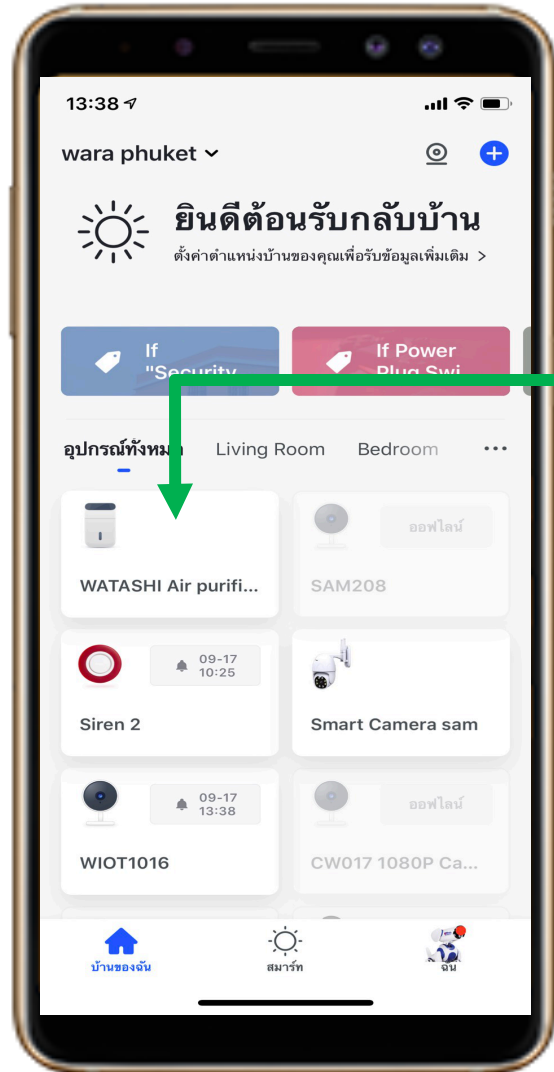 13:38
wara phuket
ยินดีต้อนรับกลับบ้าน
ตั้งค่าตำแหน่งบ้านของคุณเพื่อรับข้อมูลเพิ่มเติม >
If
"Security
If Power
Plug Swi
อุปกรณ์ทั้งหมด Living Room Bedroom ...
WATASHI Air purifi...
ออฟไลน์
SAM208
09-17
10:25
Siren 2
Smart Camera sam
09-17
13:38
WIOT1016
ออฟไลน์
CW017 1080P Ca...
บ้านของฉัน
สมาร์ท
ฉัน